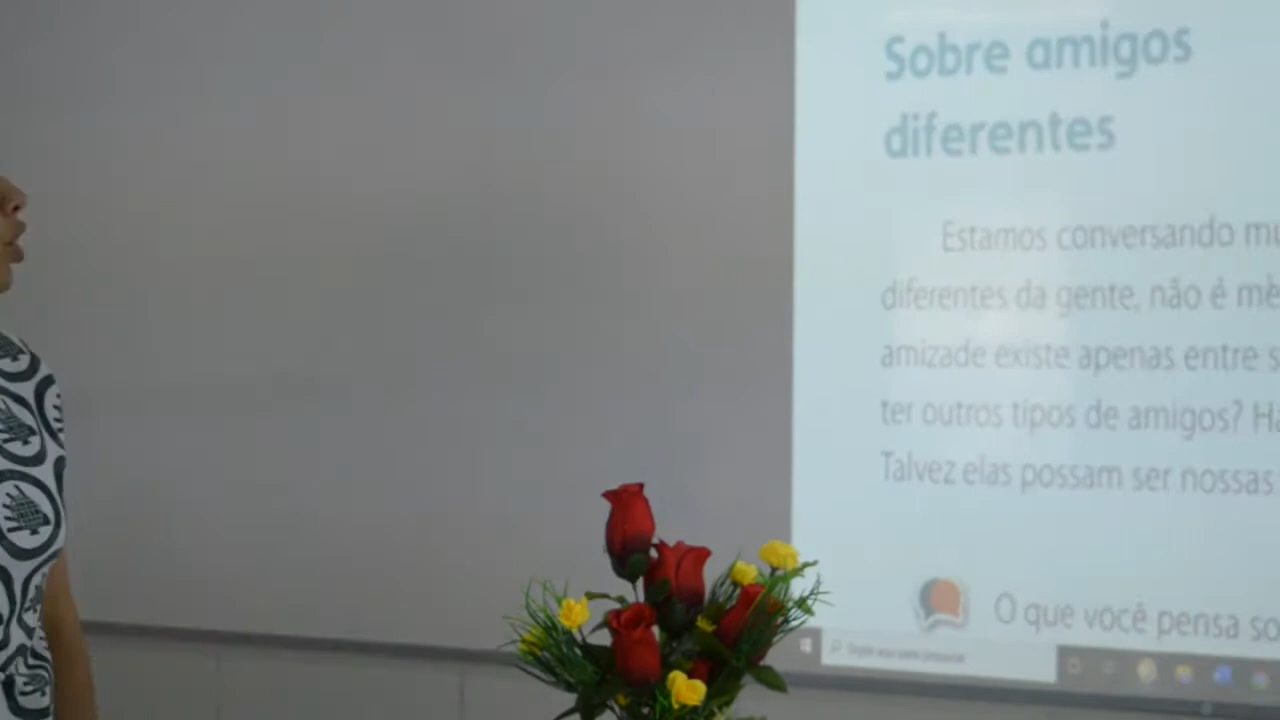 Sobre amigos
diferentes
Estamos conversando
diferentes da gente, não é
amizade existe apenas entre
ter outros tipos de amigos?
Talvez elas possam ser nossas
O que você pensa